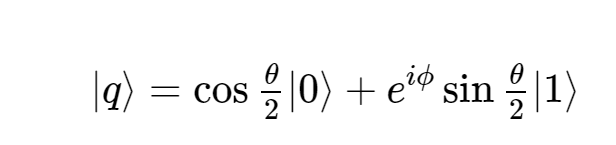 |q⟩ = cos θ/2 |0⟩ + e^{iϕ} sin θ/2 |1⟩